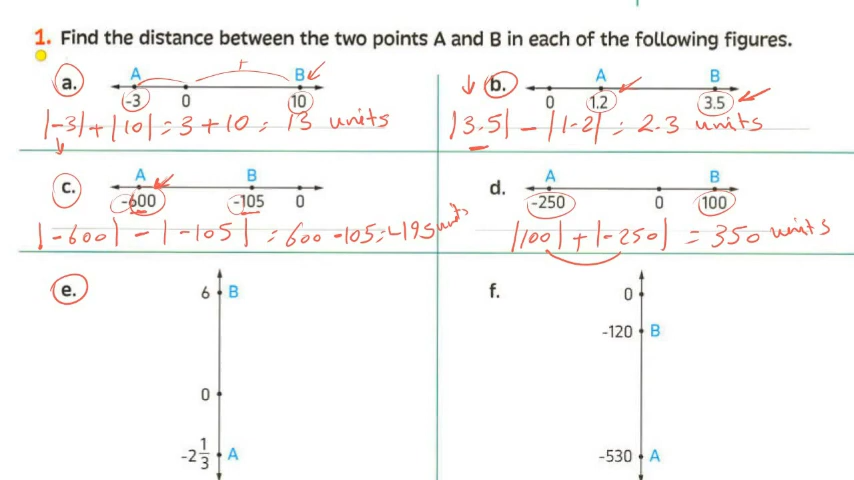 1. Find the distance between the two points A and B in each of the following figures.
a. A B
-3 0 10
|-3| + |10| = 3 + 10 = 13 units
b. A B
0 1.2 3.5
|3.5| - |1.2| = 2.3 units
c. A B
-600 -105 0
|-600| - |-105| = 600 - 105 = 495 units
d. A B
-250 0 100
|100| + |-250| = 350 units
e. 6 B
0
-2 1/3 A
f. 0
-120 B
-530 A